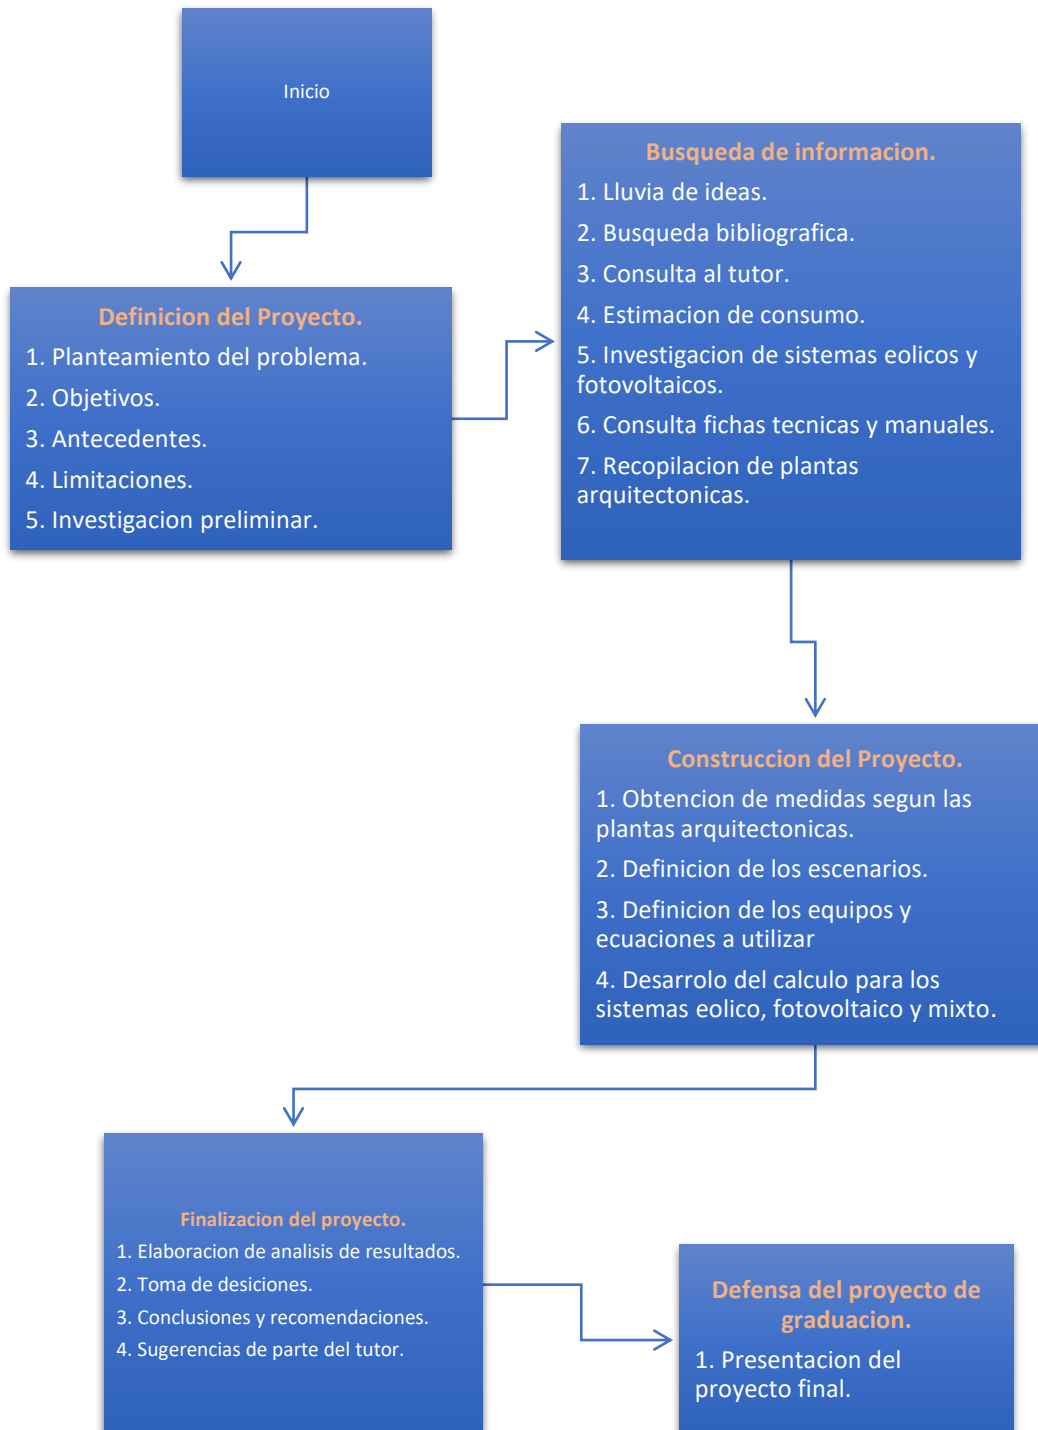 Inicio
Definicion del Proyecto.
1. Planteamiento del problema.
2. Objetivos.
3. Antecedentes.
4. Limitaciones.
5. Investigacion preliminar.
Busqueda de informacion.
1. Lluvia de ideas.
2. Busqueda bibliografica.
3. Consulta al tutor.
4. Estimacion de consumo.
5. Investigacion de sistemas eolicos y
fotovoltaicos.
6. Consulta fichas tecnicas y manuales.
7. Recopilacion de plantas
arquitectonicas.
Construccion del Proyecto.
1. Obtencion de medidas segun las
plantas arquitectonicas.
2. Definicion de los escenarios.
3. Definicion de los equipos y
ecuaciones a utilizar
4. Desarrolo del calculo para los
sistemas eolico, fotovoltaico y mixto.
Finalizacion del proyecto.
1. Elaboracion de analisis de resultados.
2. Toma de desiciones.
3. Conclusiones y recomendaciones.
4. Sugerencias de parte del tutor.
Defensa del proyecto de
graduacion.
1. Presentacion del
proyecto final.